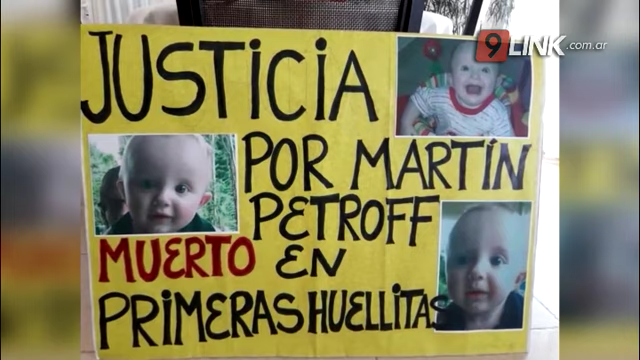 9LINK.com.ar
JUSTICIA
POR MARTÍN
PETROFF
MUERTO EN
PRIMERAS HUELLITAS